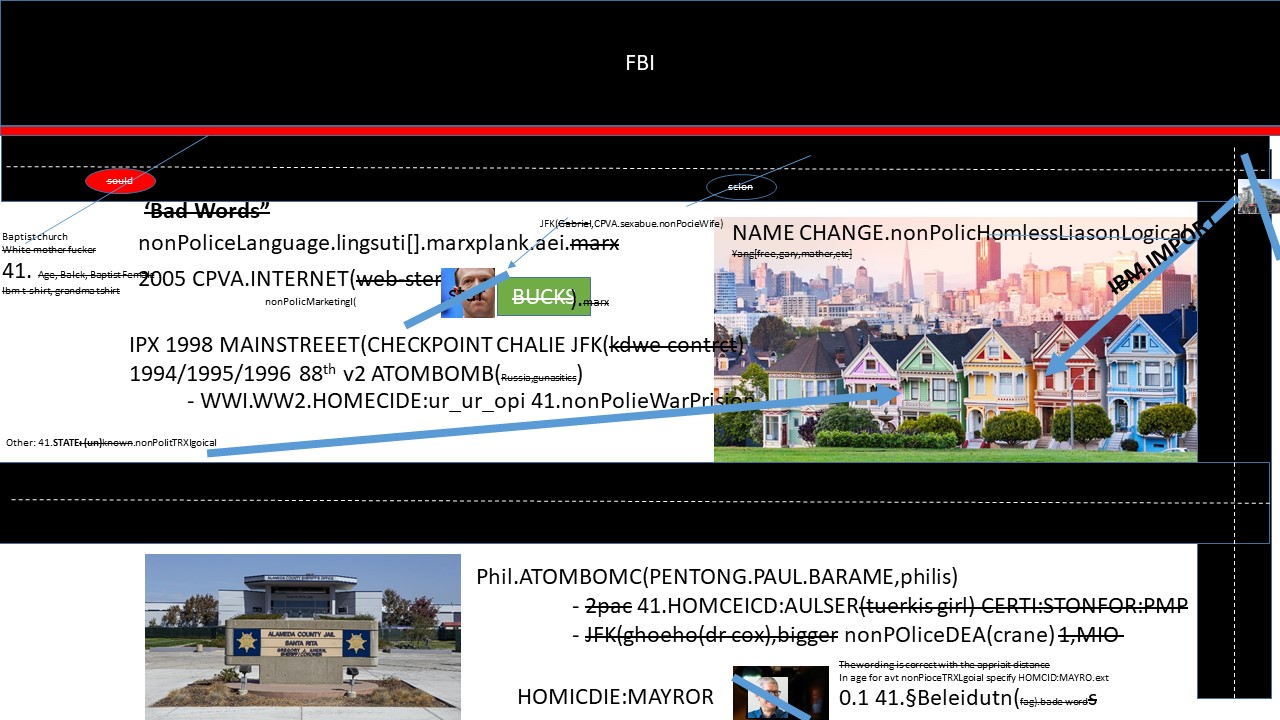 FBI
sould
scion
‘Bad Words”
JFK(Gabriel,CPVA.sexabue.nonPocieWife)
Baptist church
White mother fucker
nonPoliceLanguage.lingsuti[].marxplank.aei.marx
NAME CHANGE.nonPolicHomlessLiasonLogical
Yang[free,gary,mather,etc]
41. Age, Balck, Baptist Female
2005 CPVA.INTERNET(web-ster
BUCKS).marx
Ibm t-shirt, grandma tshirt
nonPolicMarketingl(
IBM.IMPORT
IPX 1998 MAINSTREEET(CHECKPOINT CHALIE JFK(kdwe contrct)
1994/1995/1996 88th v2 ATOMBOMB(Russia,gunasitics)
- WWI.WW2.HOMECIDE:ur_ur_opi 41.nonPolieWarPrision
Other: 41.STATE:(un)known.nonPolitTRXlgoical
ALAMEDA COUNTY SHERIFF'S OFFICE
ALAMEDA COUNTY JAIL
SANTA RITA
GREGORY J. AHERN
SHERIFF/CORONER
Phil.ATOMBOMC(PENTONG.PAUL.BARAME,philis)
- 2pac 41.HOMCEICD:AULSER(tuerkis girl) CERTI:STONFOR:PMP
- JFK(ghoeho(dr cox),bigger nonPOliceDEA(crane) 1,MIO
The wording is correct with the appriait distance
In age for avt nonPioceTRXLgoial specify HOMCID:MAYRO.ext
HOMICDIE:MAYROR
0.1 41.§Beleidutn(fag).bade words